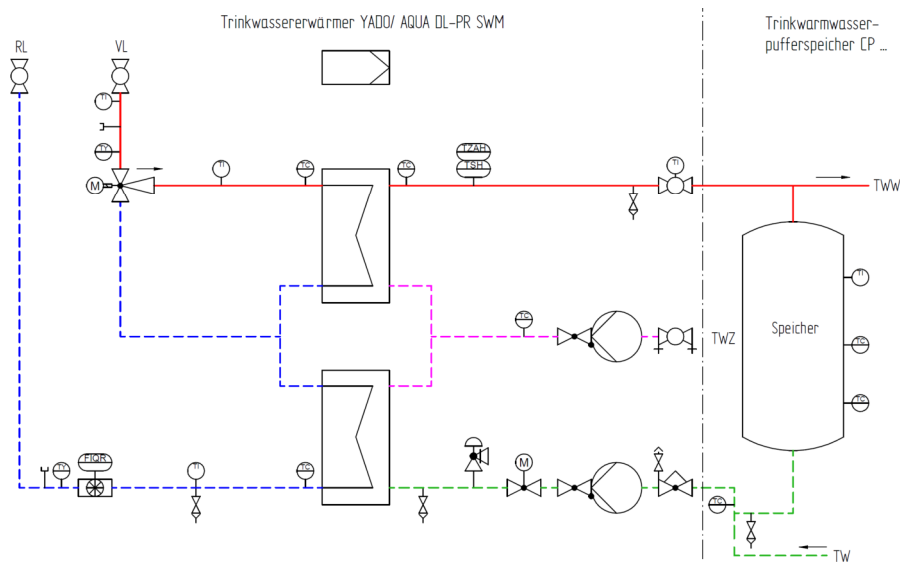 Trinkwassererwärmer YADO/ AQUA DL-PR SWM
Trinkwarmwasser-
pufferspeicher CP ...
RL
VL
TI
TY
M
TI
TC
TC
TZAH
TSH
TI
TWW
TI
Speicher
TC
TC
TC
TWZ
TY
FIQR
TI
TC
M
TC
TW